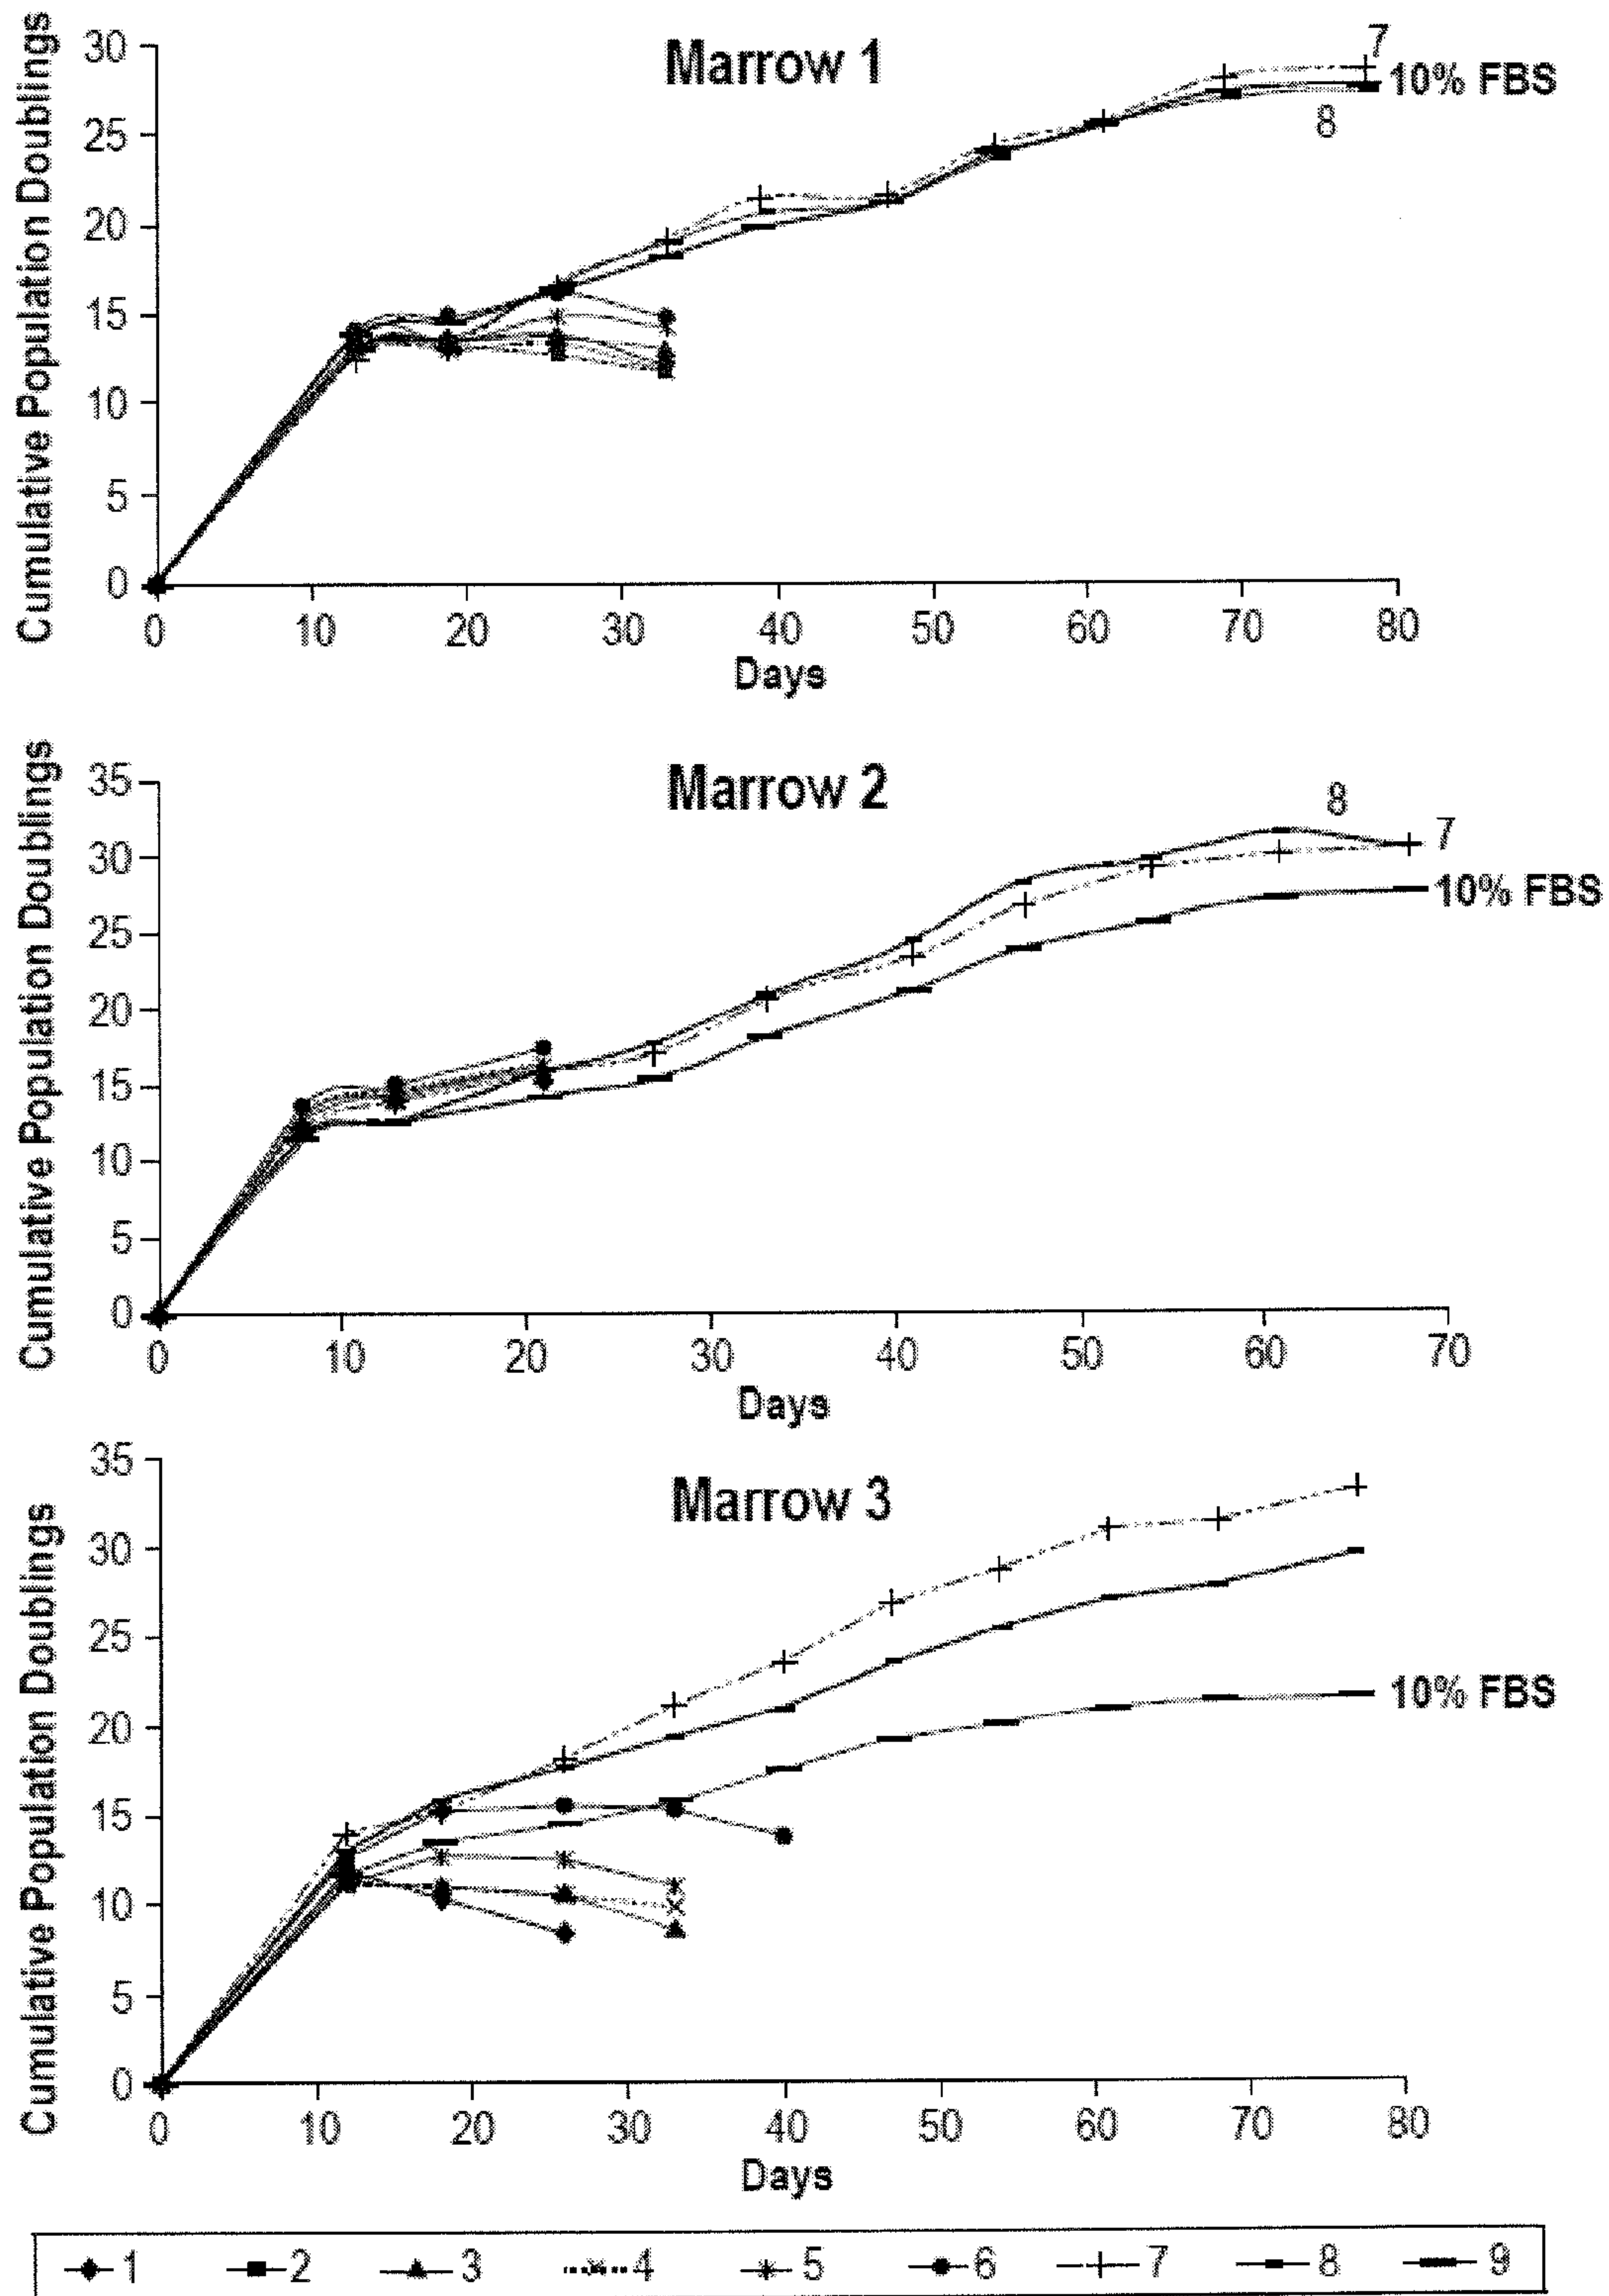 Marrow 1
Cumulative Population Doublings
30
25
20
15
10
5
0
7
10% FBS
8
0 10 20 30 40 50 60 70 80
Days
Marrow 2
Cumulative Population Doublings
35
30
25
20
15
10
5
0
8
7
10% FBS
0 10 20 30 40 50 60 70
Days
Marrow 3
Cumulative Population Doublings
35
30
25
20
15
10
5
0
10% FBS
0 10 20 30 40 50 60 70 80
Days
1 2 3 4 5 6 7 8 9